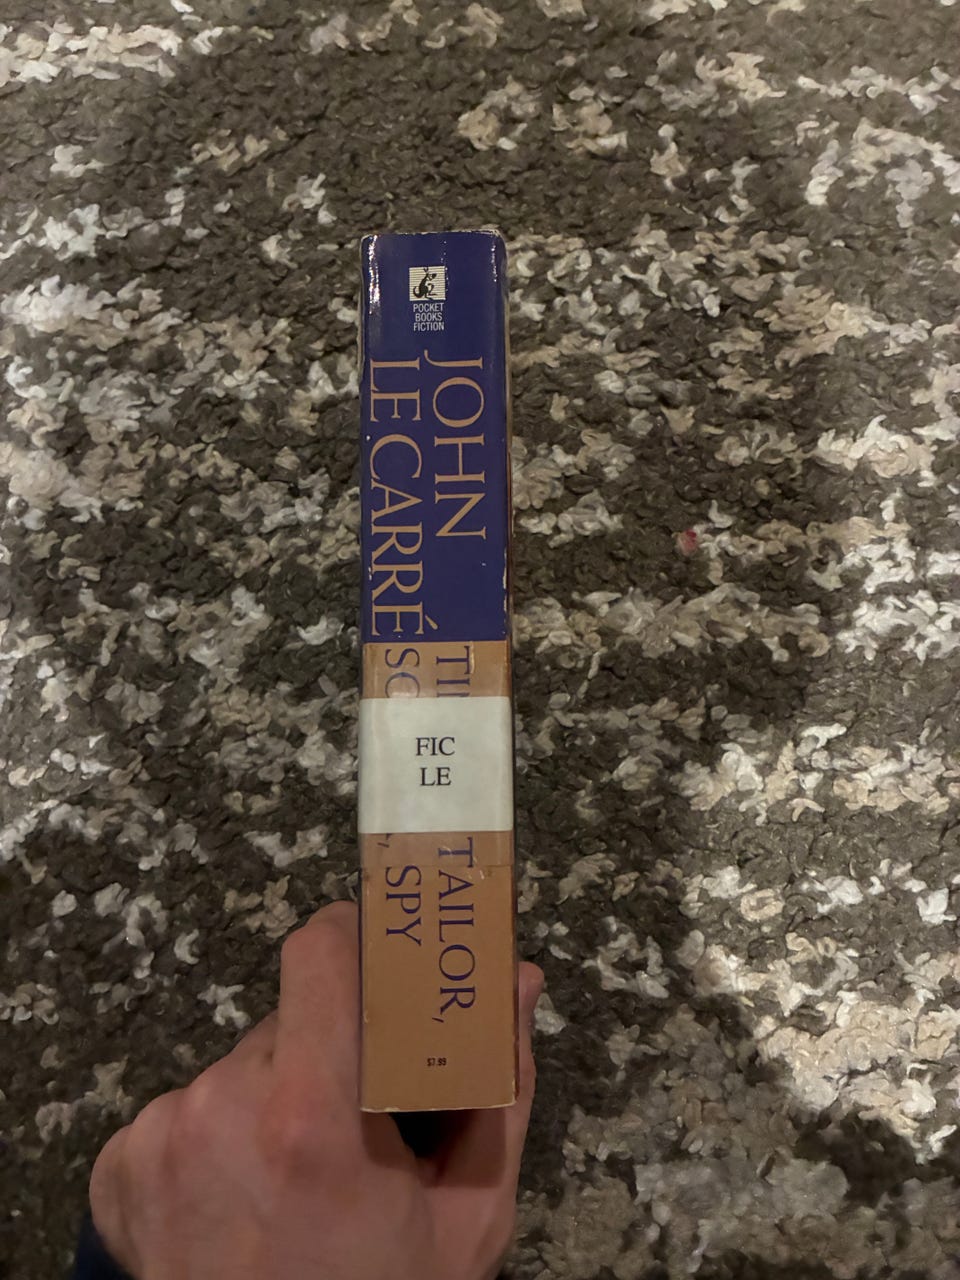 POCKET
BOOKS
FICTION
JOHN
LE CARRÉ
FIC
LE
TAILOR,
, SPY
$7.99